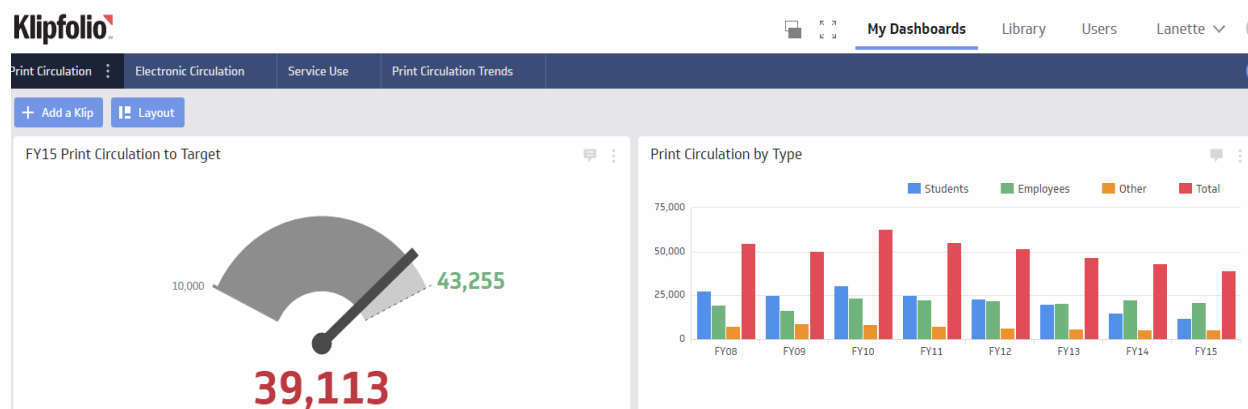 Klipfolio
My Dashboards Library Users Lanette
Print Circulation Electronic Circulation Service Use Print Circulation Trends
+ Add a Klip Layout
FY15 Print Circulation to Target
10,000
43,255
39,113
Print Circulation by Type
Students Employees Other Total
75,000
50,000
25,000
0
FY08 FY09 FY10 FY11 FY12 FY13 FY14 FY15